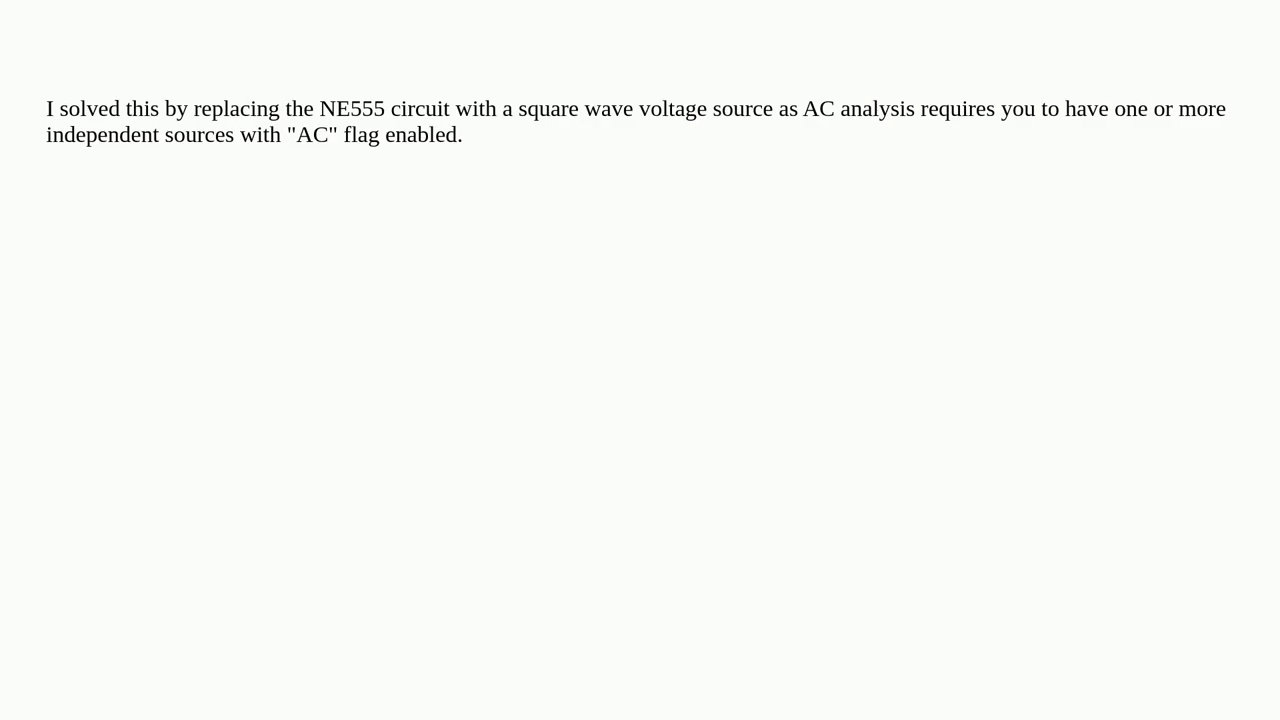 I solved this by replacing the NE555 circuit with a square wave voltage source as AC analysis requires you to have one or more
independent sources with "AC" flag enabled.